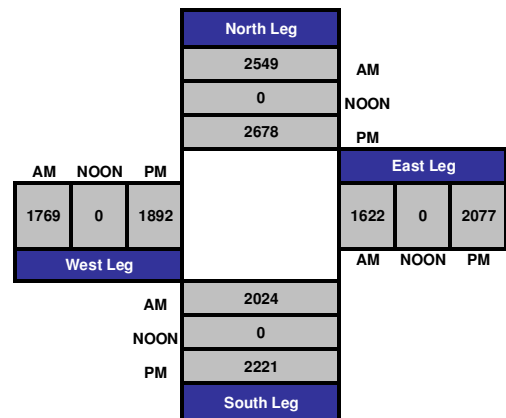 North Leg
2549 AM
0 NOON
2678 PM
AM NOON PM
East Leg
1769 0 1892
1622 0 2077
West Leg
AM NOON PM
AM 2024
NOON 0
PM 2221
South Leg